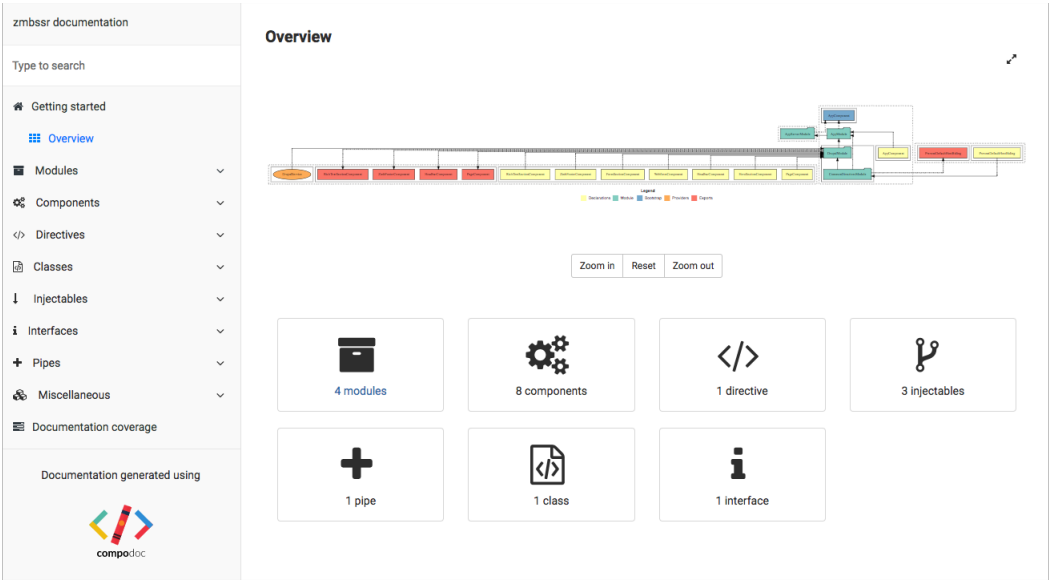 zmbssr documentation
Type to search
Getting started
Overview
Modules
Components
Directives
Classes
Injectables
Interfaces
Pipes
Miscellaneous
Documentation coverage
Documentation generated using
compodoc
Overview
Legend
Declarations Module Bootstrap Providers Exports
Zoom in Reset Zoom out
4 modules
8 components
1 directive
3 injectables
1 pipe
1 class
1 interface